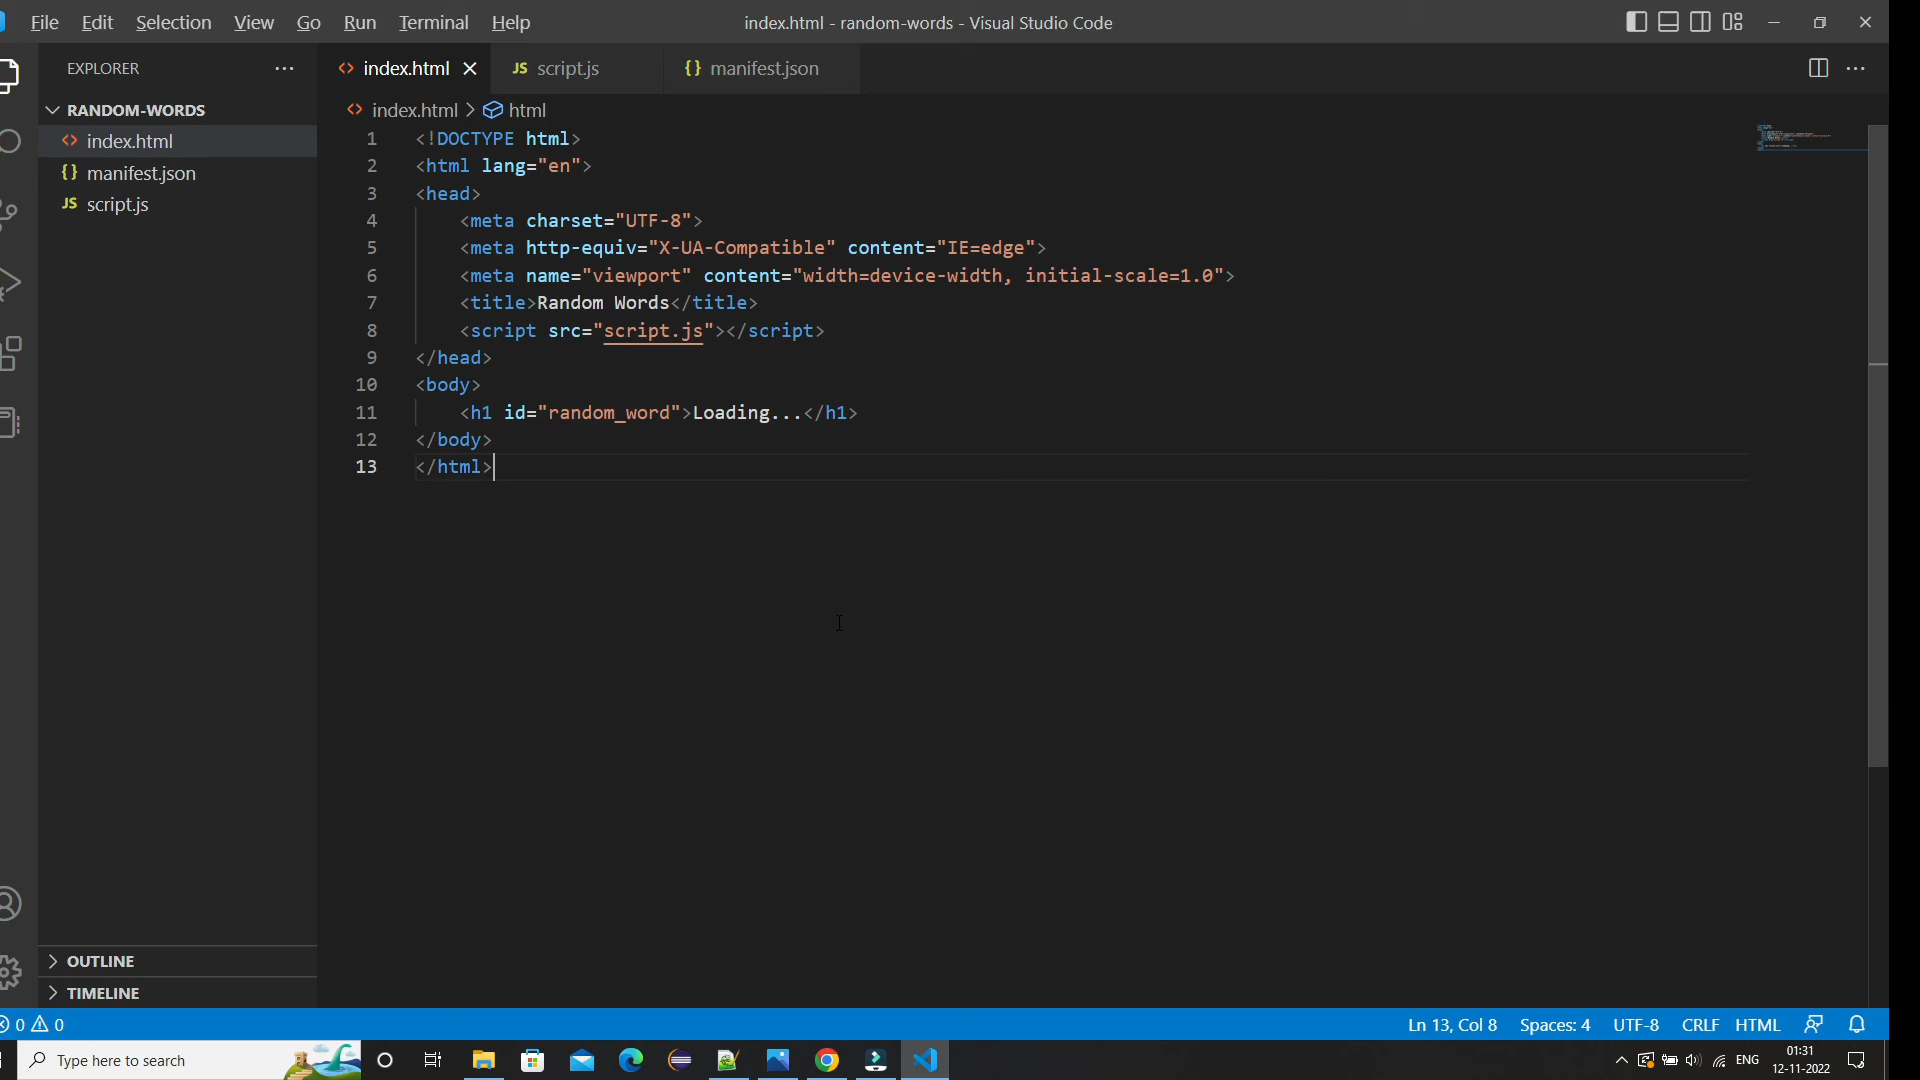 File Edit Selection View Go Run Terminal Help
index.html - random-words - Visual Studio Code
EXPLORER
RANDOM-WORDS
index.html
manifest.json
script.js
OUTLINE
TIMELINE
index.html
JS script.js
{} manifest.json
index.html > html
1 <!DOCTYPE html>
2 <html lang="en">
3 <head>
4 <meta charset="UTF-8">
5 <meta http-equiv="X-UA-Compatible" content="IE=edge">
6 <meta name="viewport" content="width=device-width, initial-scale=1.0">
7 <title>Random Words</title>
8 <script src="script.js"></script>
9 </head>
10 <body>
11 <h1 id="random_word">Loading...</h1>
12 </body>
13 </html>
0 0
Ln 13, Col 8 Spaces: 4 UTF-8 CRLF HTML
Type here to search
ENG
01:31
12-11-2022